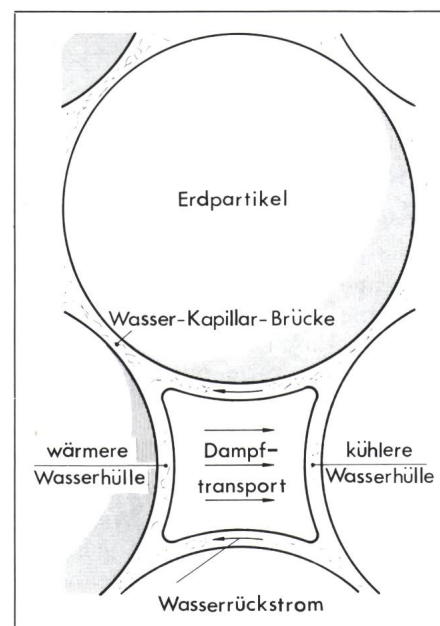 Erdpartikel
Wasser-Kapillar-Brücke
wärmere
Wasserhülle
Dampf-
transport
kühlere
Wasserhülle
Wasserrückstrom